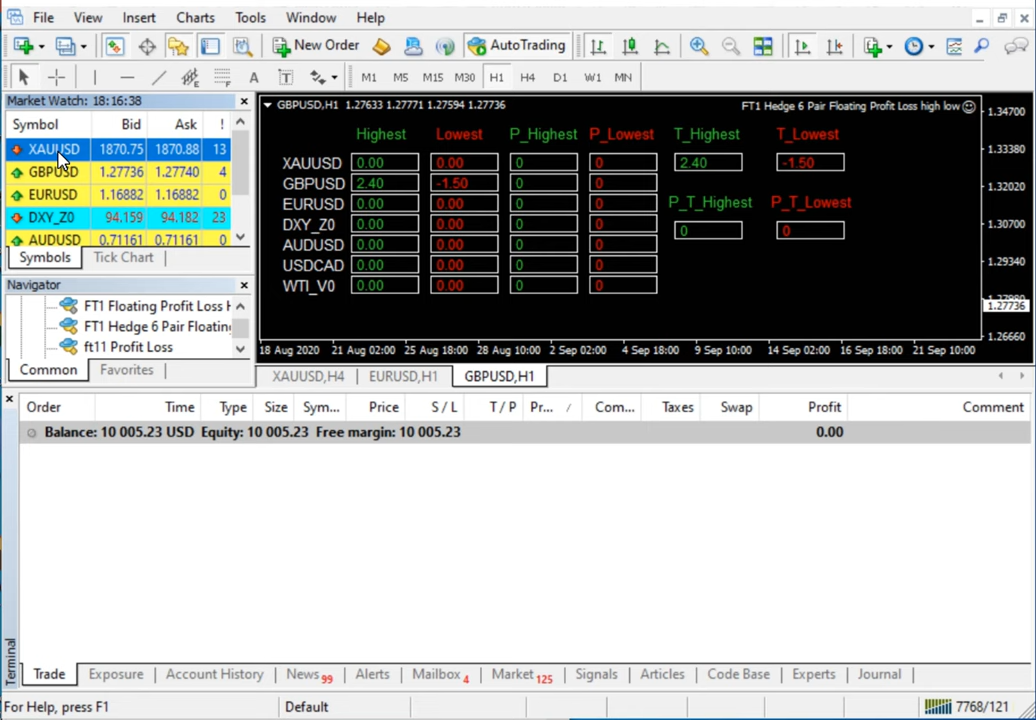 File View Insert Charts Tools Window Help
New Order AutoTrading
A T M1 M5 M15 M30 H1 H4 D1 W1 MN
Market Watch: 18:16:38
Symbol Bid Ask !
XAUUSD 1870.75 1870.88 13
GBPUSD 1.27736 1.27740 4
EURUSD 1.16882 1.16882 0
DXY_Z0 94.159 94.182 23
AUDUSD 0.71161 0.71161 0
Symbols Tick Chart
Navigator
FT1 Floating Profit Loss
FT1 Hedge 6 Pair Floating
ft11 Profit Loss
Common Favorites
GBPUSD,H1 1.27633 1.27771 1.27594 1.27736
FT1 Hedge 6 Pair Floating Profit Loss high low
Highest Lowest P_Highest P_Lowest T_Highest T_Lowest
XAUUSD 0.00 0.00 0 0 2.40 -1.50
GBPUSD 2.40 -1.50 0 0
EURUSD 0.00 0.00 0 0 P_T_Highest P_T_Lowest
DXY_Z0 0.00 0.00 0 0 0 0
AUDUSD 0.00 0.00 0 0
USDCAD 0.00 0.00 0 0
WTI_V0 0.00 0.00 0 0
1.34700
1.33380
1.32020
1.30700
1.29340
1.27736
1.26660
18 Aug 2020 21 Aug 02:00 25 Aug 18:00 28 Aug 10:00 2 Sep 02:00 4 Sep 18:00 9 Sep 10:00 14 Sep 02:00 16 Sep 18:00 21 Sep 10:00
XAUUSD,H4 EURUSD,H1 GBPUSD,H1
Order Time Type Size Sym... Price S / L T / P Pr... / Com... Taxes Swap Profit Comment
Balance: 10 005.23 USD Equity: 10 005.23 Free margin: 10 005.23 0.00
Terminal
Trade Exposure Account History News 99 Alerts Mailbox 4 Market 125 Signals Articles Code Base Experts Journal
For Help, press F1 Default 7768/121